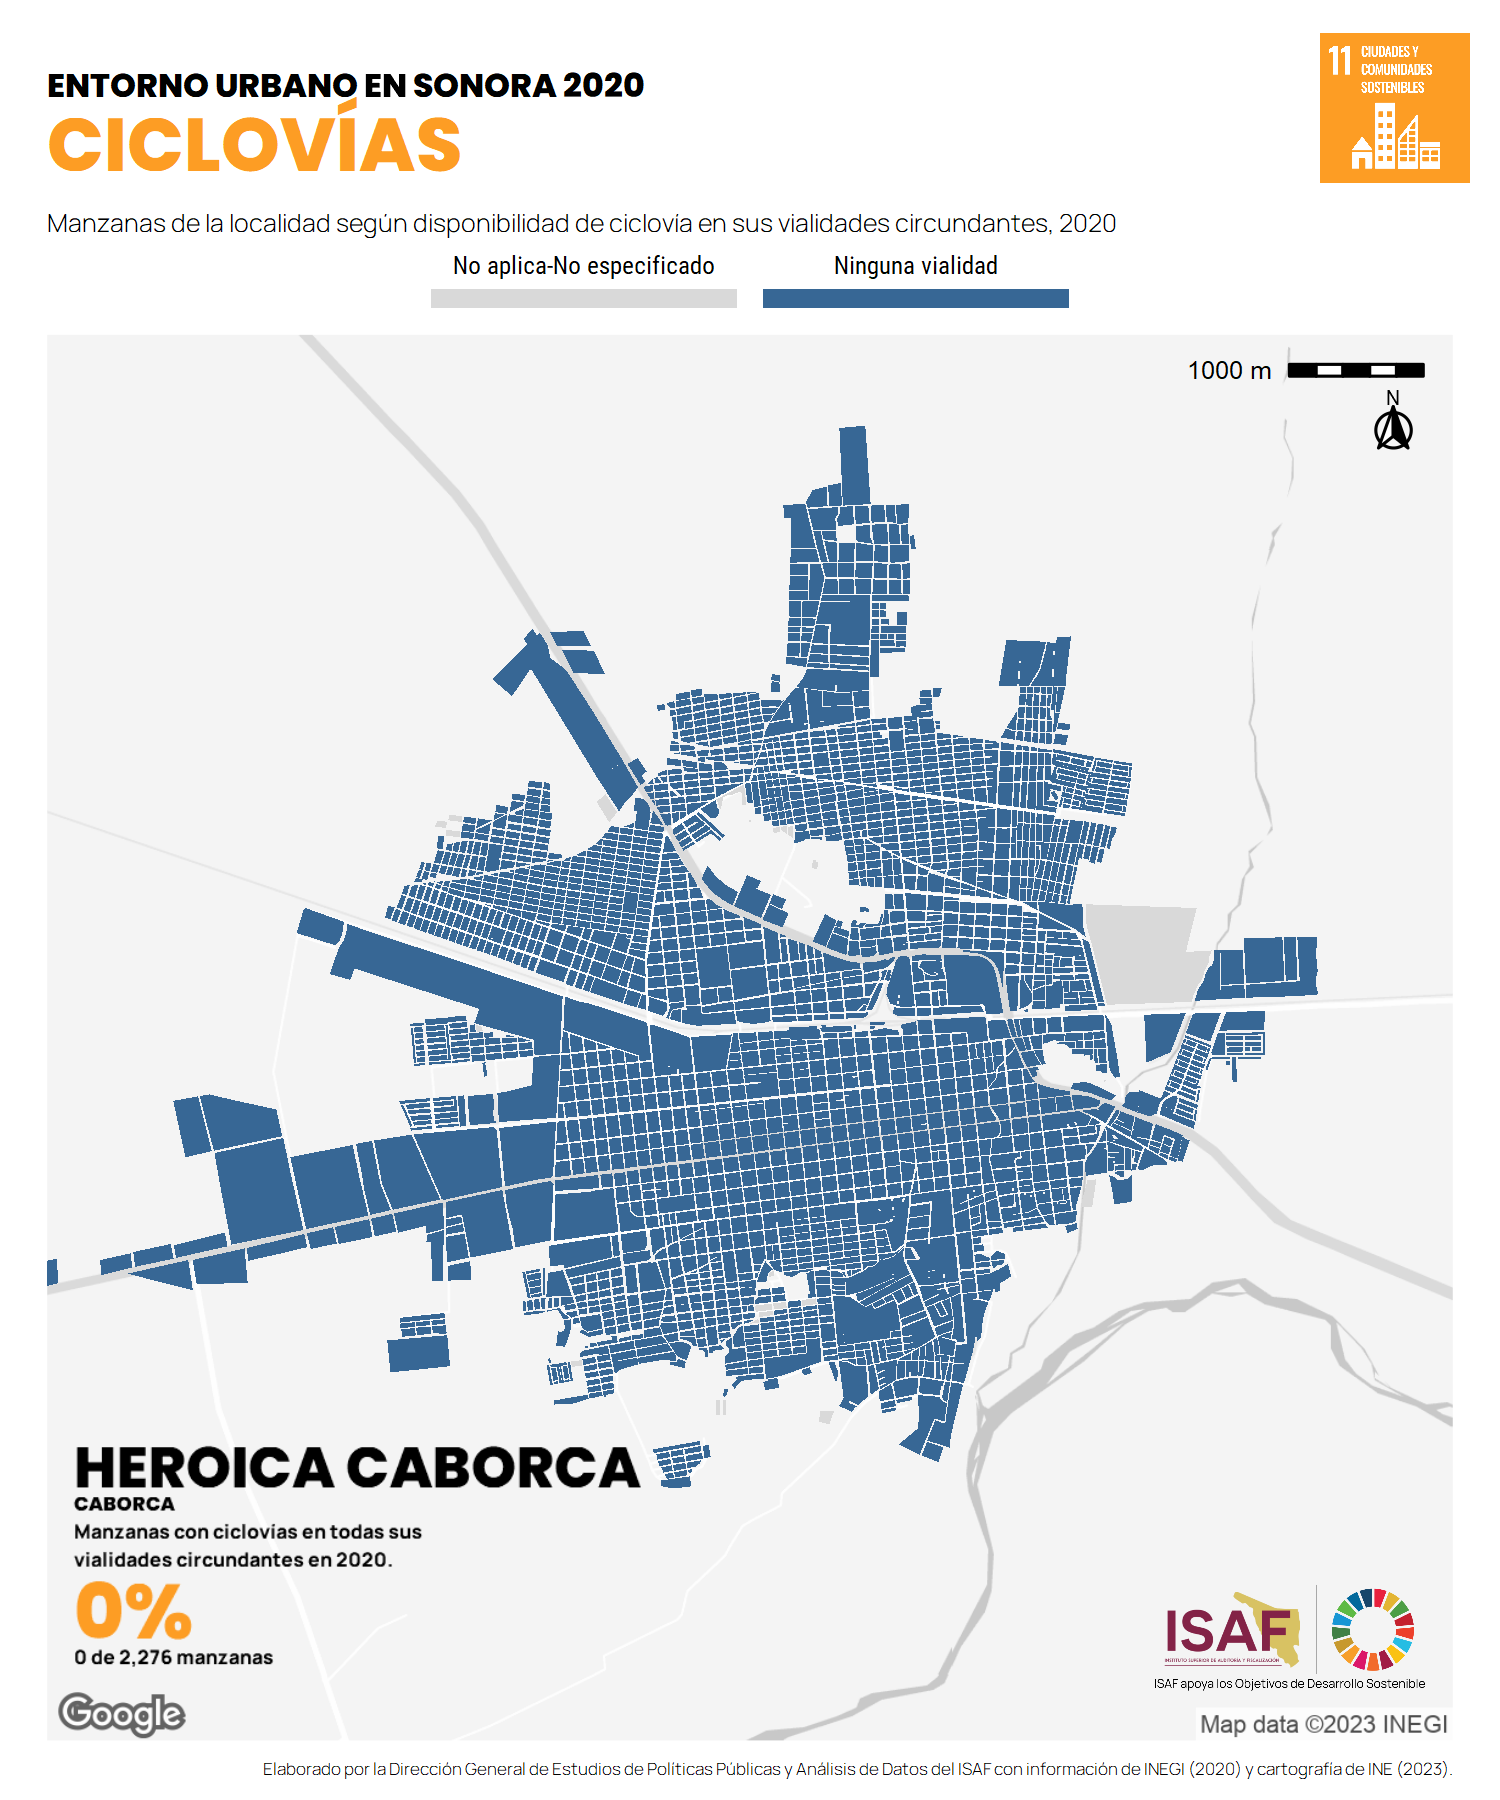 ENTORNO URBANO EN SONORA 2020
CICLOVÍAS
11 CIUDADES Y
COMUNIDADES
SOSTENIBLES
Manzanas de la localidad según disponibilidad de ciclovía en sus vialidades circundantes, 2020
No aplica-No especificado
Ninguna vialidad
1000 m
N
HEROICA CABORCA
CABORCA
Manzanas con ciclovias en todas sus
vialidades circundantes en 2020.
0%
0 de 2,276 manzanas
Google
ISAF
INSTITUTO SUPERIOR DE AUDITORÍA Y FISCALIZACIÓN
ISAF apoya los Objetivos de Desarrollo Sostenible
Map data ©2023 INEGI
Elaborado por la Dirección General de Estudios de Políticas Públicas y Análisis de Datos del ISAF con información de INEGI (2020) y cartografía de INE (2023).